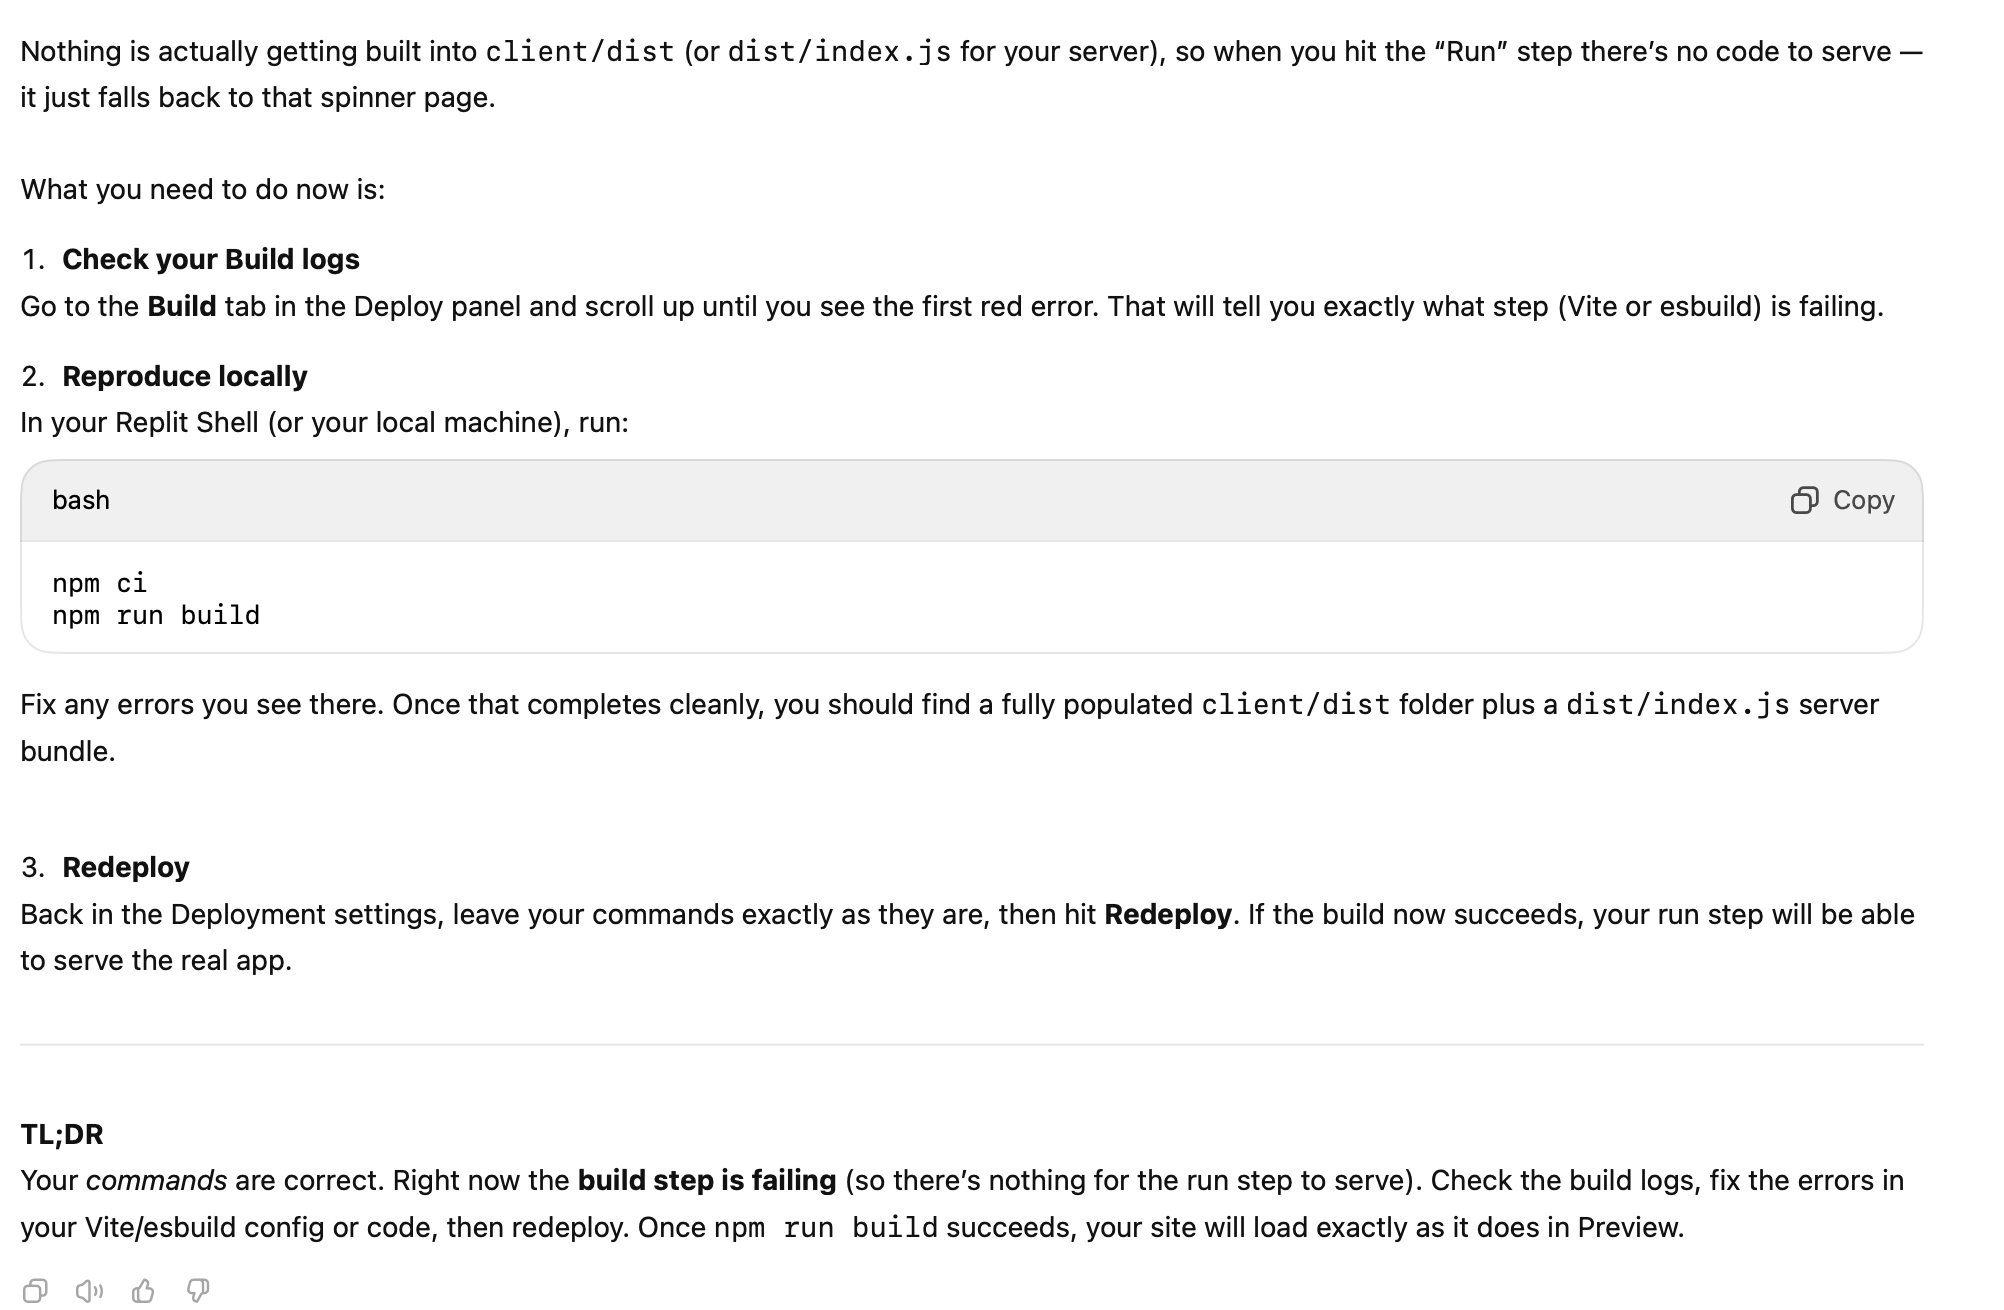 Nothing is actually getting built into client/dist (or dist/index.js for your server), so when you hit the “Run” step there’s no code to serve —
it just falls back to that spinner page.
What you need to do now is:
1. Check your Build logs
Go to the Build tab in the Deploy panel and scroll up until you see the first red error. That will tell you exactly what step (Vite or esbuild) is failing.
2. Reproduce locally
In your Replit Shell (or your local machine), run:
bash
Copy
npm ci
npm run build
Fix any errors you see there. Once that completes cleanly, you should find a fully populated client/dist folder plus a dist/index.js server
bundle.
3. Redeploy
Back in the Deployment settings, leave your commands exactly as they are, then hit Redeploy. If the build now succeeds, your run step will be able
to serve the real app.
TL;DR
Your commands are correct. Right now the build step is failing (so there’s nothing for the run step to serve). Check the build logs, fix the errors in
your Vite/esbuild config or code, then redeploy. Once npm run build succeeds, your site will load exactly as it does in Preview.